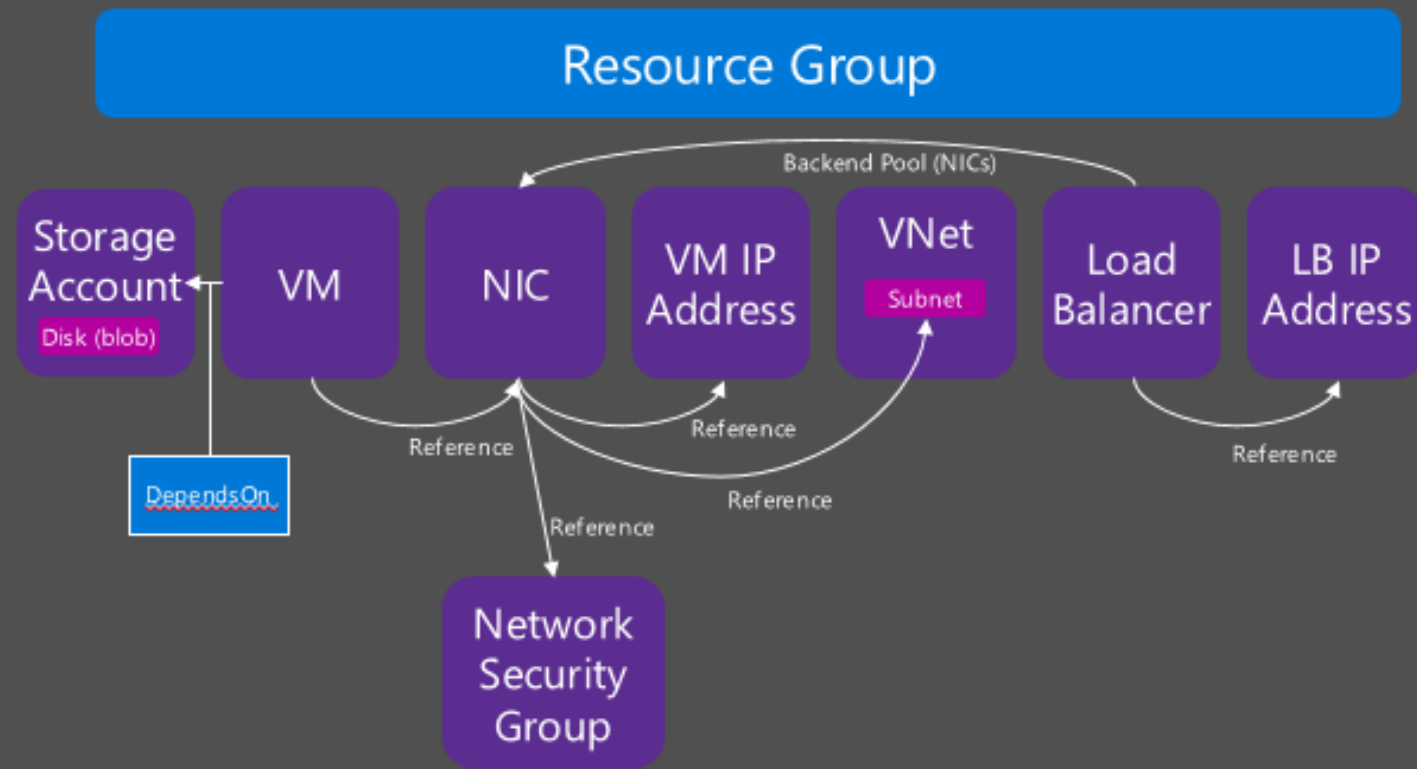 Resource Group
Backend Pool (NICs)
Storage
Account
Disk (blob)
VM
NIC
VM IP
Address
VNet
Subnet
Load
Balancer
LB IP
Address
Reference
Reference
Reference
Reference
DependsOn
Reference
Network
Security
Group